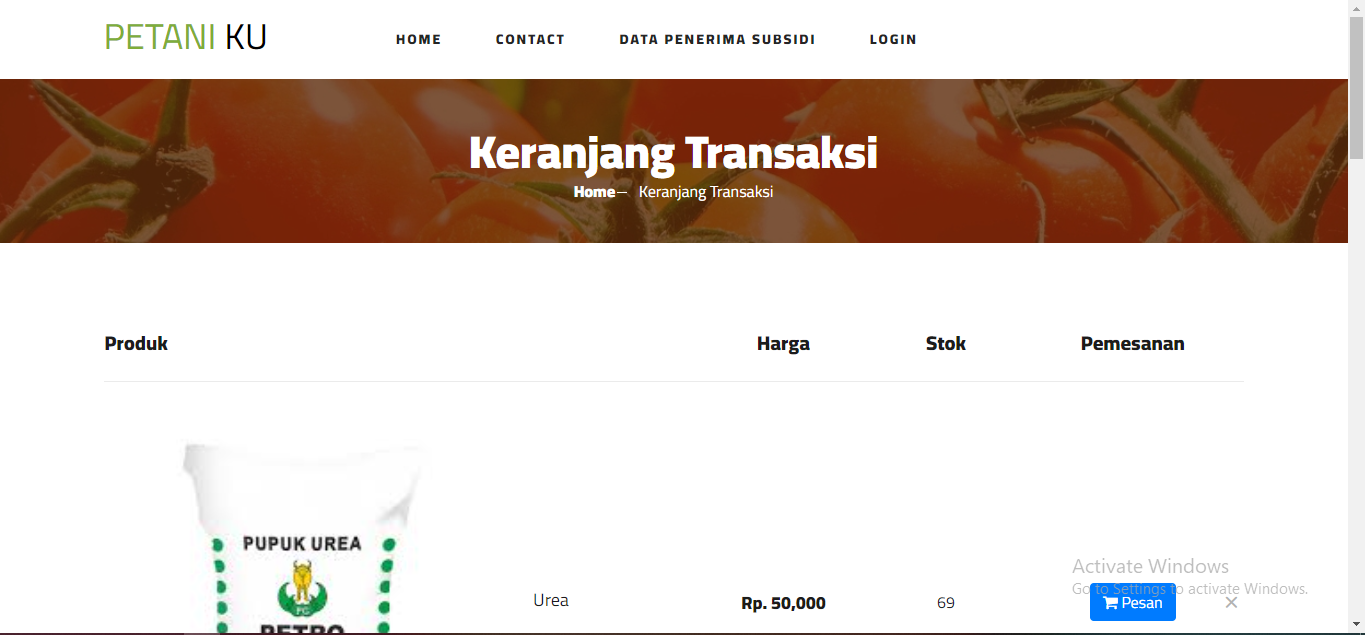 PETANI KU
HOME CONTACT DATA PENERIMA SUBSIDI LOGIN
Keranjang Transaksi
Home— Keranjang Transaksi
Produk Harga Stok Pemesanan
PUPUK UREA
PG
PETRO
Urea Rp. 50,000 69 Pesan ×
Activate Windows
Go to Settings to activate Windows.